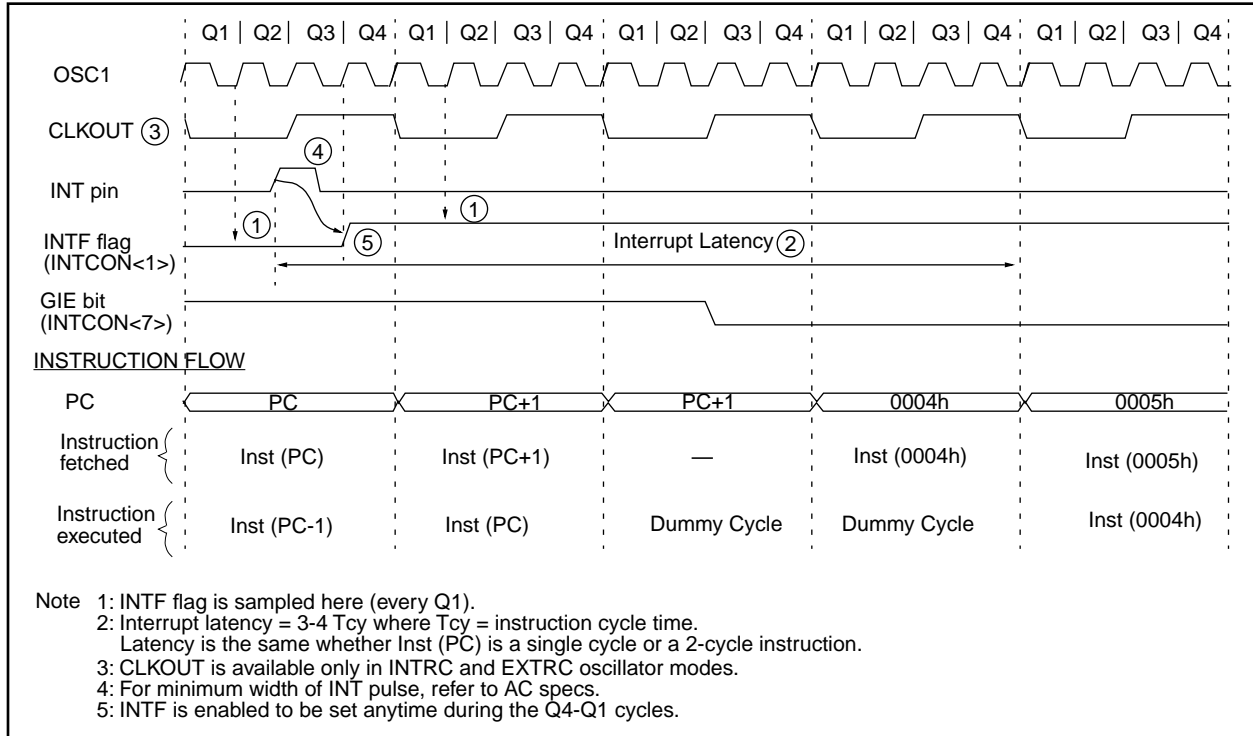 Q1 | Q2 | Q3 | Q4 Q1 | Q2 | Q3 | Q4 Q1 | Q2 | Q3 | Q4 Q1 | Q2 | Q3 | Q4 Q1 | Q2 | Q3 | Q4
OSC1
CLKOUT 3
4
INT pin
1 1
INTF flag 5 Interrupt Latency 2
(INTCON<1>)
GIE bit
(INTCON<7>)
INSTRUCTION FLOW
PC PC PC+1 PC+1 0004h 0005h
Instruction
fetched Inst (PC) Inst (PC+1) — Inst (0004h) Inst (0005h)
Instruction
executed Inst (PC-1) Inst (PC) Dummy Cycle Dummy Cycle Inst (0004h)
Note 1: INTF flag is sampled here (every Q1).
2: Interrupt latency = 3-4 Tcy where Tcy = instruction cycle time.
Latency is the same whether Inst (PC) is a single cycle or a 2-cycle instruction.
3: CLKOUT is available only in INTRC and EXTRC oscillator modes.
4: For minimum width of INT pulse, refer to AC specs.
5: INTF is enabled to be set anytime during the Q4-Q1 cycles.